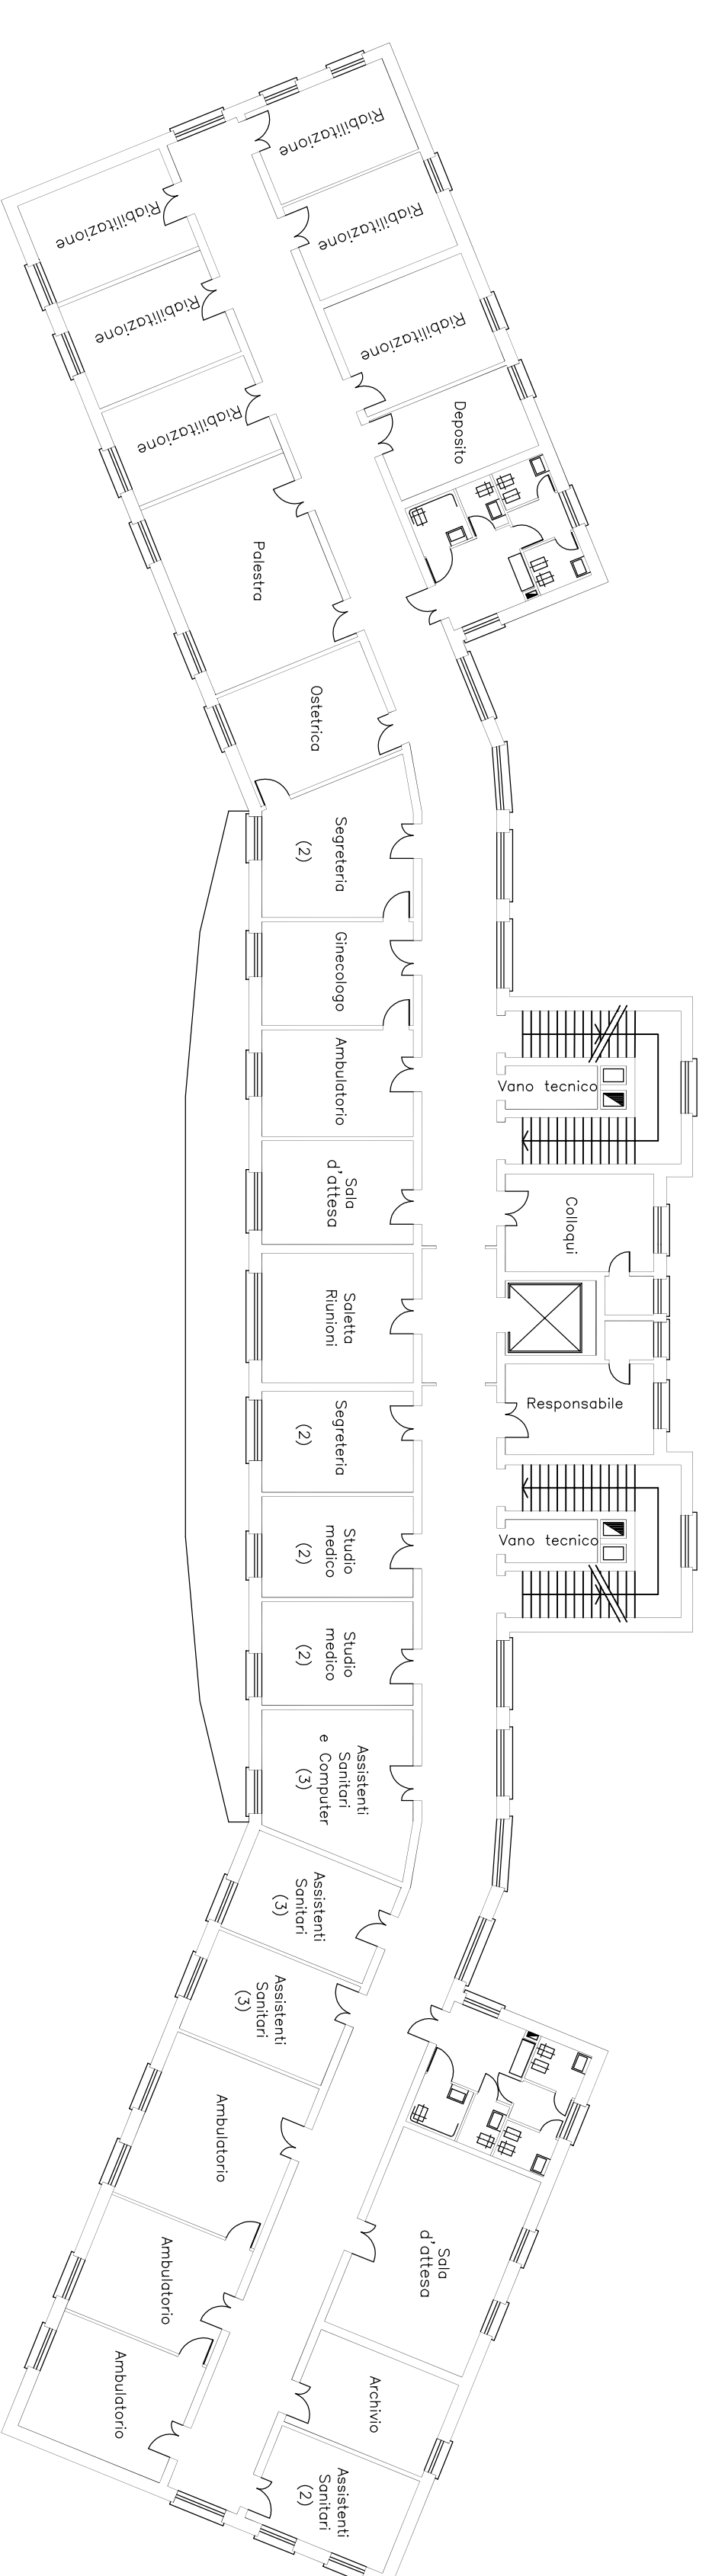 Riabilitazione
Riabilitazione
Riabilitazione
Riabilitazione
Riabilitazione
Riabilitazione
Deposito
Palestra
Ostetrica
Segreteria
(2)
Ginecologo
Ambulatorio
Vano tecnico
Sala
d'attesa
Colloqui
Saletta
Riunioni
Responsabile
Segreteria
(2)
Vano tecnico
Studio
medico
(2)
Studio
medico
(2)
Assistenti
Sanitari
e Computer
(3)
Assistenti
Sanitari
(3)
Assistenti
Sanitari
(3)
Ambulatorio
Sala
d'attesa
Ambulatorio
Ambulatorio
Archivio
Assistenti
Sanitari
(2)